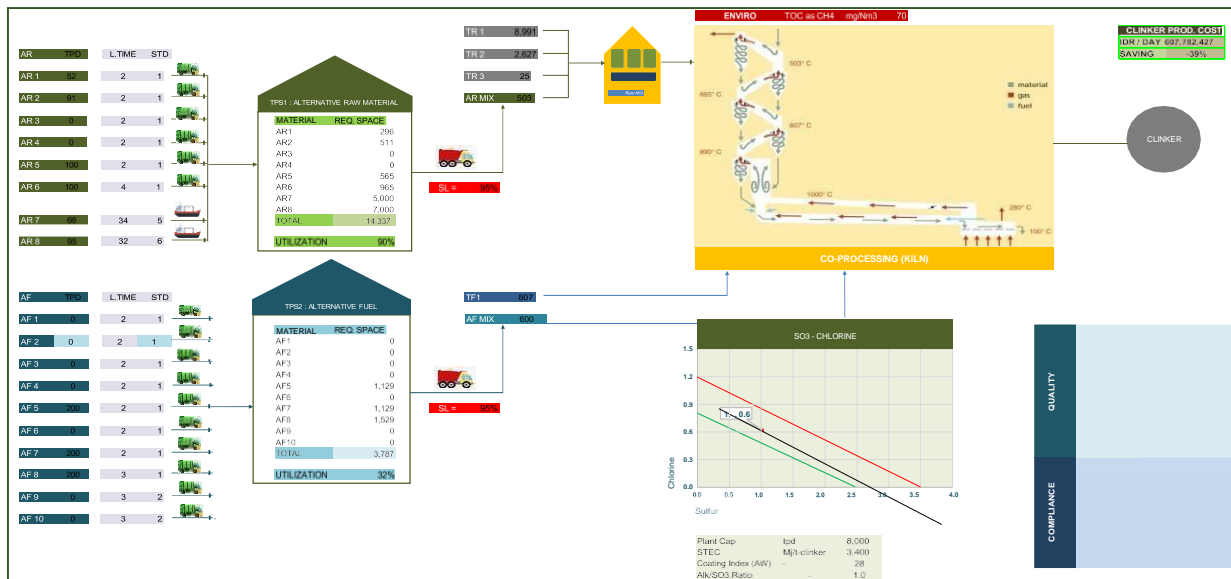 ENVIRO TOC as CH4 mg/Nm3 70
CLINKER PROD. COST
IDR / DAY 607.782.427
SAVING -39%
AR TPD L.TIME STD
AR 1 52 2 1
AR 2 91 2 1
AR 3 0 2 1
AR 4 0 2 1
AR 5 100 2 1
AR 6 100 4 1
AR 7 66 34 5
AR 8 95 32 6
TPS1 : ALTERNATIVE RAW MATERIAL
MATERIAL REQ. SPACE
AR1 296
AR2 511
AR3 0
AR4 0
AR5 565
AR6 965
AR7 5,000
AR8 7,000
TOTAL 14.337
UTILIZATION 90%
TR 1 8,991
TR 2 2,627
TR 3 25
AR MIX 503
SL = 95%
503° C
665° C
807° C
890° C
1000° C
280° C
100° C
material
gas
fuel
CO-PROCESSING (KILN)
CLINKER
AF TPD L.TIME STD
AF 1 0 2 1
AF 2 0 2 1
AF 3 0 2 1
AF 4 0 2 1
AF 5 200 2 1
AF 6 0 2 1
AF 7 200 2 1
AF 8 200 3 1
AF 9 0 3 2
AF 10 0 3 2
TPS2 : ALTERNATIVE FUEL
MATERIAL REQ. SPACE
AF1 0
AF2 0
AF3 0
AF4 0
AF5 1,129
AF6 0
AF7 1,129
AF8 1,529
AF9 0
AF10 0
TOTAL 3,787
UTILIZATION 32%
TF1 807
AF MIX 600
SL = 95%
SO3 - CHLORINE
1.5
1.2
0.9
0.6
0.3
0.0
0.6
0.0 0.5 1.0 1.5 2.0 2.5 3.0 3.5 4.0
Chlorine
Sulfur
Plant Cap tpd 8,000
STEC Mj/t-clinker 3,400
Coating Index (AW) - 28
Alk/SO3 Ratio - 1.0
QUALITY
COMPLIANCE